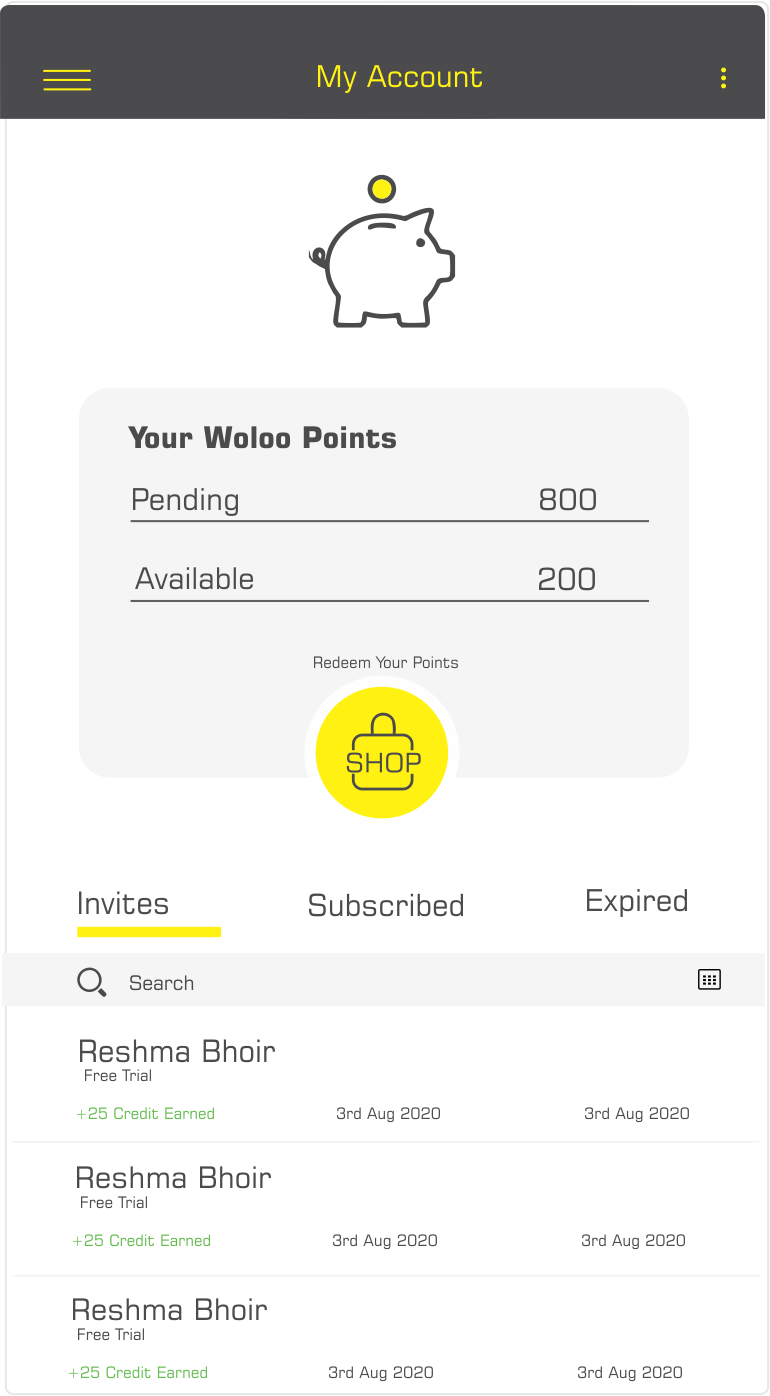 My Account
Your Woloo Points
Pending 800
Available 200
Redeem Your Points
SHOP
Invites Subscribed Expired
Search
Reshma Bhoir
Free Trial
+25 Credit Earned 3rd Aug 2020 3rd Aug 2020
Reshma Bhoir
Free Trial
+25 Credit Earned 3rd Aug 2020 3rd Aug 2020
Reshma Bhoir
Free Trial
+25 Credit Earned 3rd Aug 2020 3rd Aug 2020